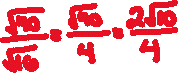 √40/√16 = √40/4 = 2√10/4